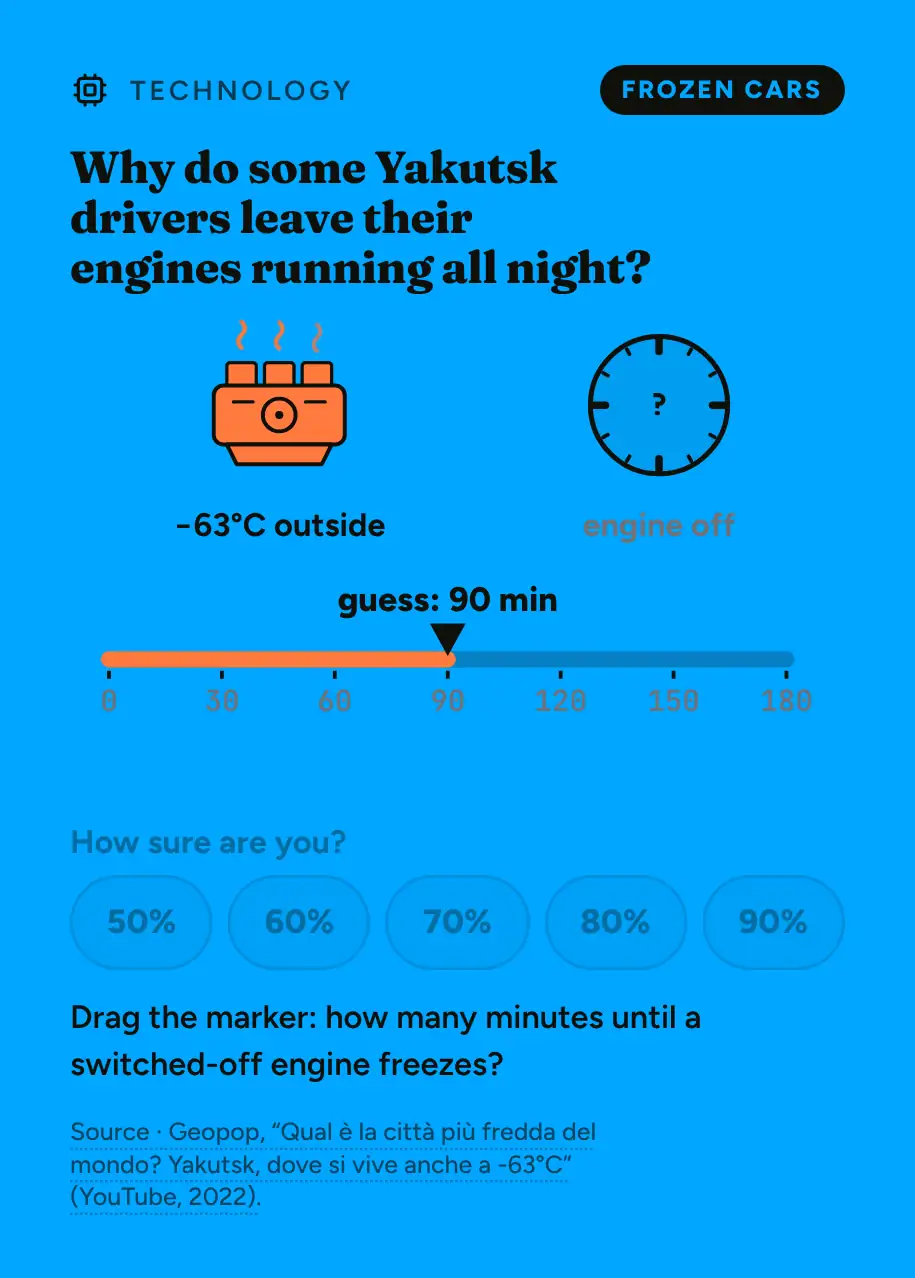 TECHNOLOGY
FROZEN CARS
Why do some Yakutsk
drivers leave their
engines running all night?
?
−63°C outside
engine off
guess: 90 min
0 30 60 90 120 150 180
How sure are you?
50% 60% 70% 80% 90%
Drag the marker: how many minutes until a
switched-off engine freezes?
Source · Geopop, “Qual è la città più fredda del
mondo? Yakutsk, dove si vive anche a -63°C”
(YouTube, 2022).